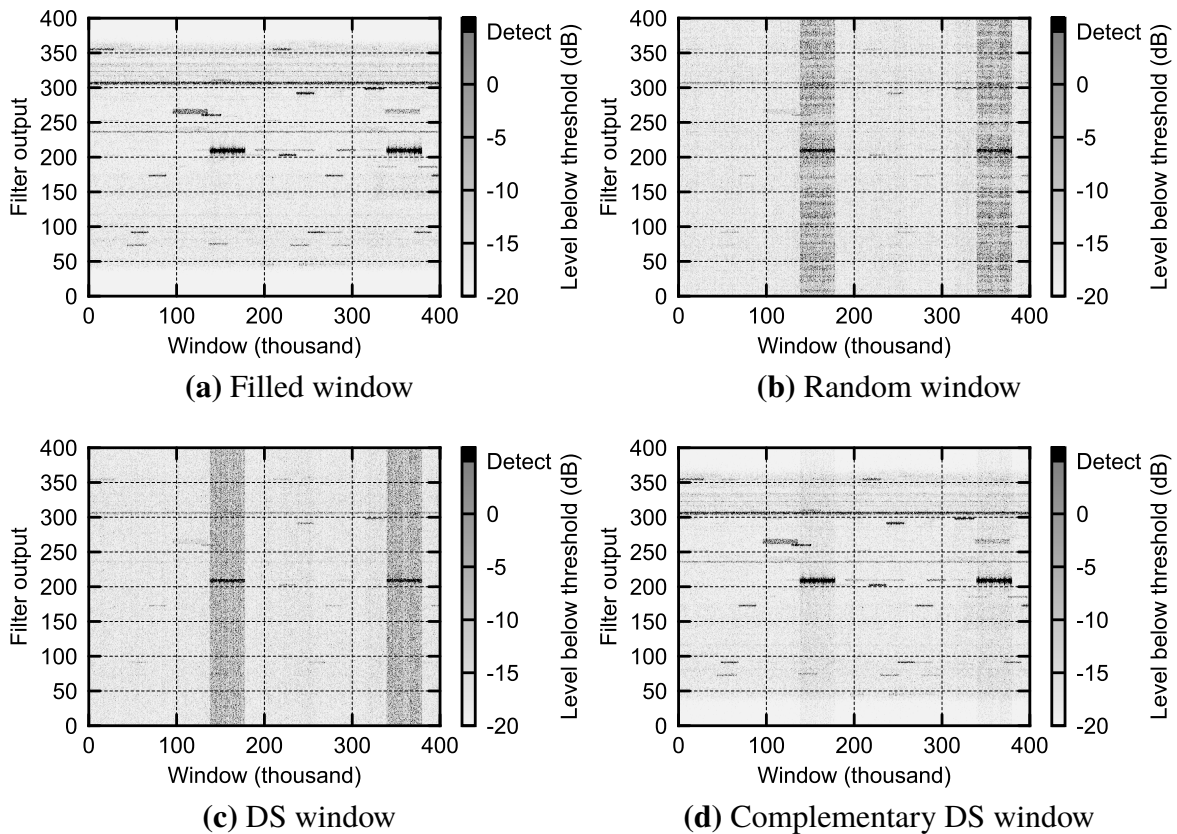 400
350
300
250
200
150
100
50
0
Filter output
0 100 200 300 400
Window (thousand)
Detect
0
-5
-10
-15
-20
Level below threshold (dB)
(a) Filled window
400
350
300
250
200
150
100
50
0
Filter output
0 100 200 300 400
Window (thousand)
Detect
0
-5
-10
-15
-20
Level below threshold (dB)
(b) Random window
400
350
300
250
200
150
100
50
0
Filter output
0 100 200 300 400
Window (thousand)
Detect
0
-5
-10
-15
-20
Level below threshold (dB)
(c) DS window
400
350
300
250
200
150
100
50
0
Filter output
0 100 200 300 400
Window (thousand)
Detect
0
-5
-10
-15
-20
Level below threshold (dB)
(d) Complementary DS window